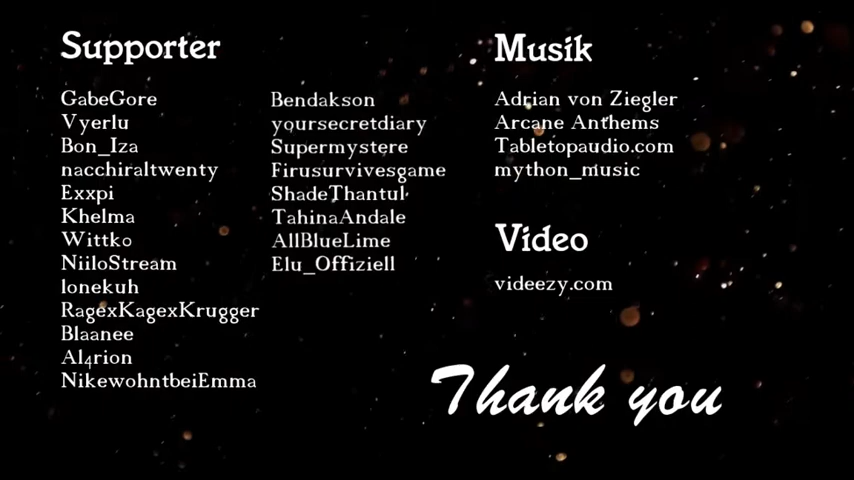 Supporter
GabeGore
Vyerlu
Bon_Iza
nacchiraltwenty
Exxpi
Khelma
Wittko
NiiloStream
lonekuh
RagexKagexKrugger
Blaanee
Al4rion
NikewohntbeiEmma
Bendakson
yoursecretdiary
Supermystere
Firusurvivesgame
ShadeThantul
TahinaAndale
AllBlueLime
Elu_Offiziell
Musik
Adrian von Ziegler
Arcane Anthems
Tabletopaudio.com
mython_music
Video
videezy.com
Thank you